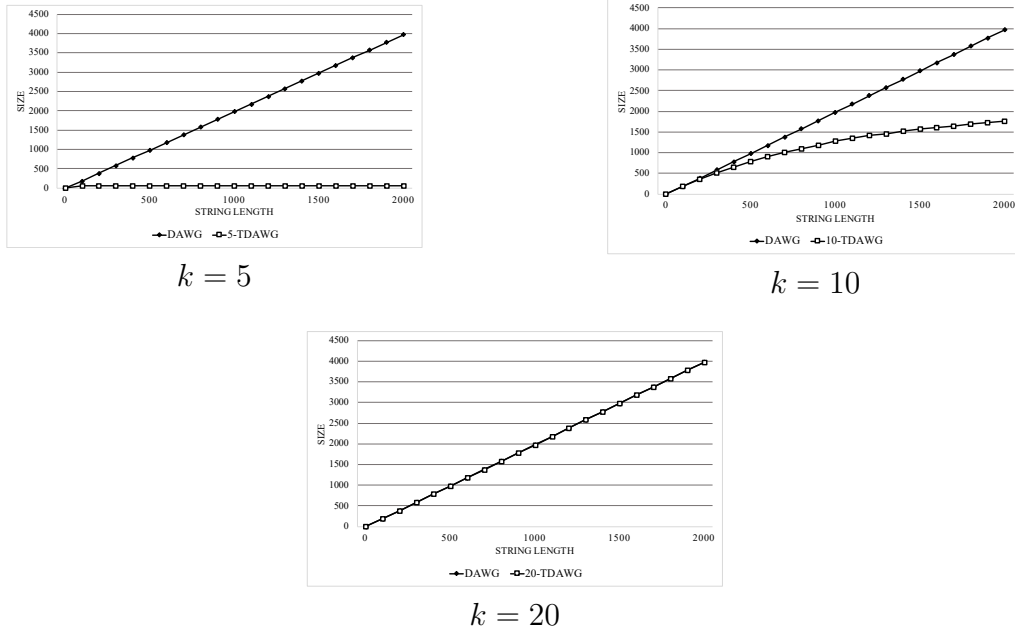 4500
4000
3500
3000
2500
2000
1500
1000
500
0
SIZE
0 500 1000 1500 2000
STRING LENGTH
DAWG 5-TDAWG
k = 5
4500
4000
3500
3000
2500
2000
1500
1000
500
0
SIZE
0 500 1000 1500 2000
STRING LENGTH
DAWG 10-TDAWG
k = 10
4500
4000
3500
3000
2500
2000
1500
1000
500
0
SIZE
0 500 1000 1500 2000
STRING LENGTH
DAWG 20-TDAWG
k = 20